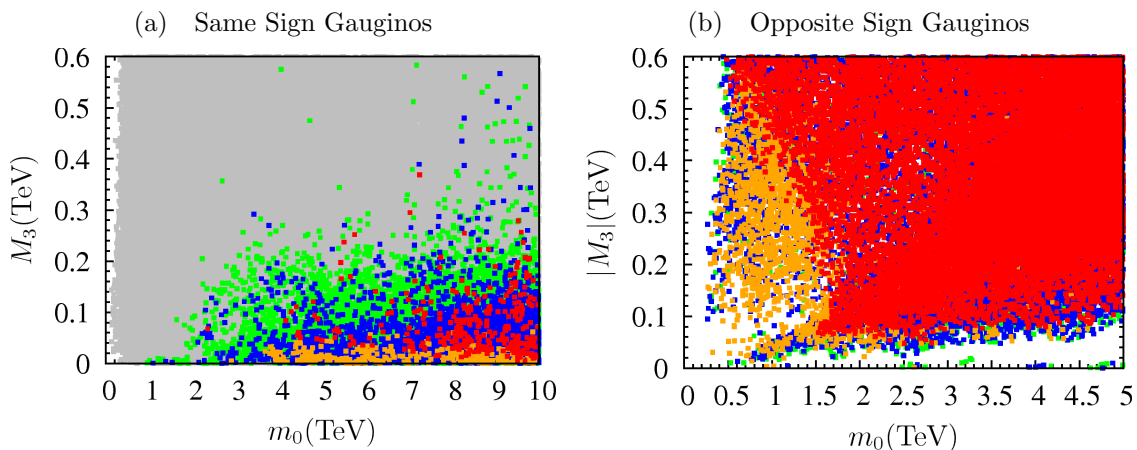 (a) Same Sign Gauginos
0.6
0.5
0.4
0.3
0.2
0.1
0
M₃(TeV)
0 1 2 3 4 5 6 7 8 9 10
m₀(TeV)
(b) Opposite Sign Gauginos
0.6
0.5
0.4
0.3
0.2
0.1
0
|M₃|(TeV)
0 0.5 1 1.5 2 2.5 3 3.5 4 4.5 5
m₀(TeV)